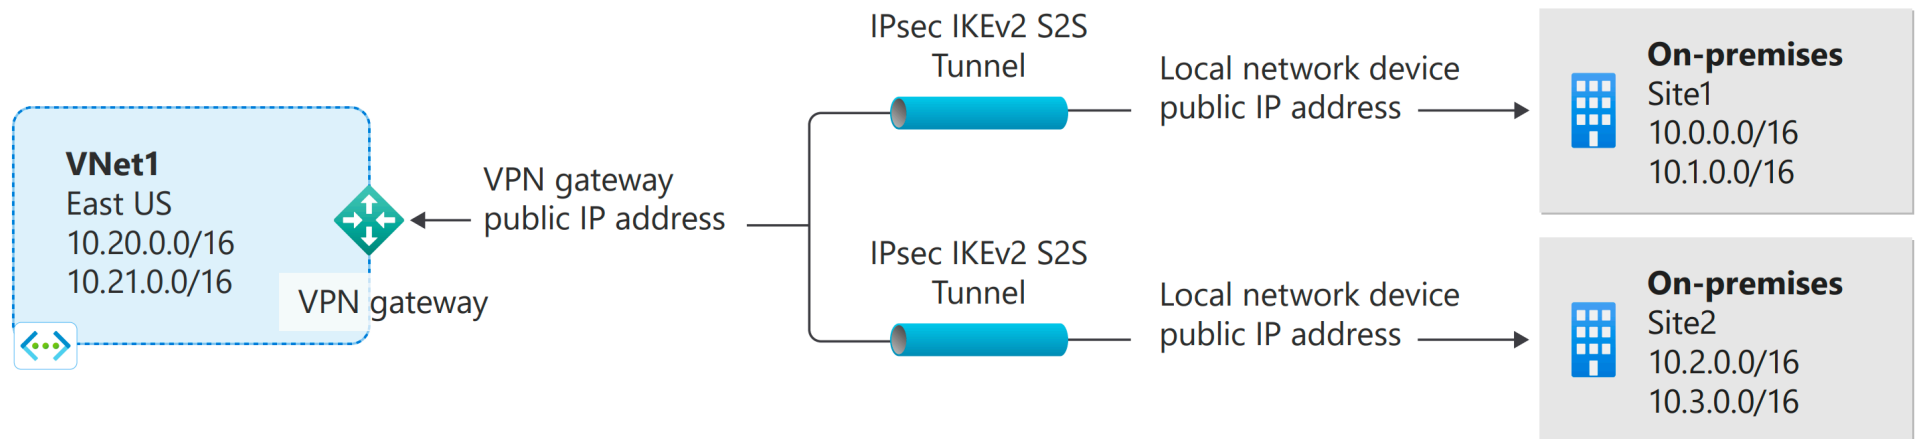 VNet1
East US
10.20.0.0/16
10.21.0.0/16
VPN gateway
VPN gateway
public IP address
IPsec IKEv2 S2S
Tunnel
Local network device
public IP address
On-premises
Site1
10.0.0.0/16
10.1.0.0/16
IPsec IKEv2 S2S
Tunnel
Local network device
public IP address
On-premises
Site2
10.2.0.0/16
10.3.0.0/16